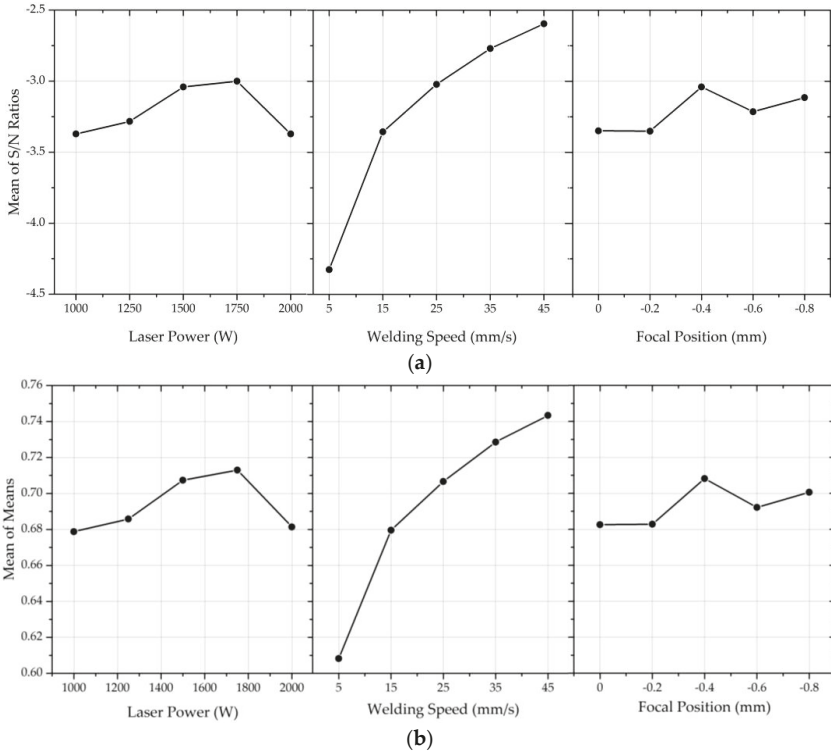 -2.5
-3.0
-3.5
-4.0
-4.5
Mean of S/N Ratios
1000 1250 1500 1750 2000
5 15 25 35 45
0 -0.2 -0.4 -0.6 -0.8
Laser Power (W) Welding Speed (mm/s) Focal Position (mm)
(a)
0.76
0.74
0.72
0.70
0.68
0.66
0.64
0.62
0.60
Mean of Means
1000 1200 1400 1600 1800 2000
5 15 25 35 45
0 -0.2 -0.4 -0.6 -0.8
Laser Power (W) Welding Speed (mm/s) Focal Position (mm)
(b)